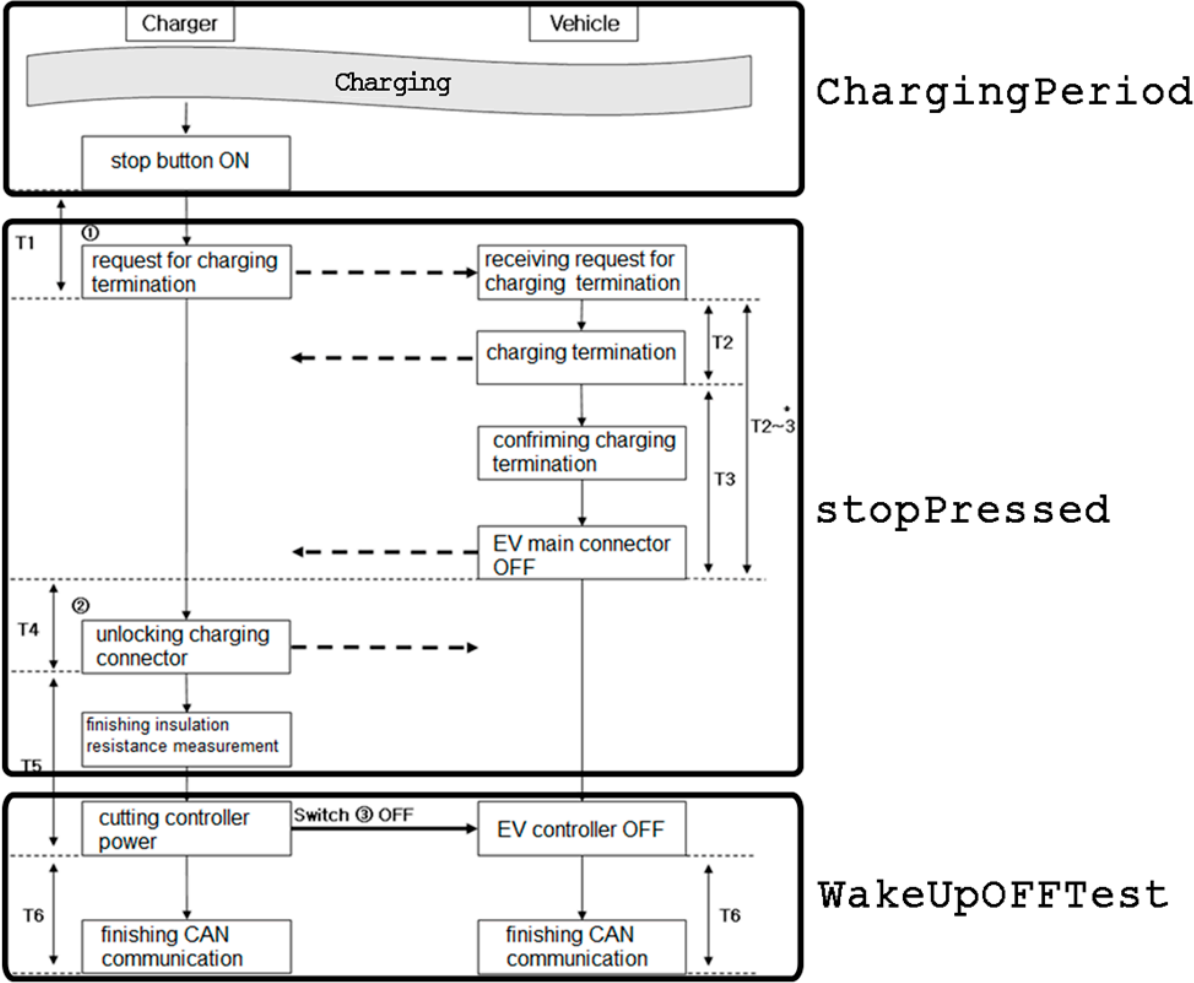 Charger
Vehicle
Charging
ChargingPeriod
stop button ON
T1
①
request for charging
termination
receiving request for
charging termination
T2
charging termination
T2~3*
confriming charging
termination
T3
stopPressed
EV main connector
OFF
②
T4
unlocking charging
connector
finishing insulation
resistance measurement
T5
cutting controller
power
Switch ③ OFF
EV controller OFF
WakeUpOFFTest
T6
T6
finishing CAN
communication
finishing CAN
communication